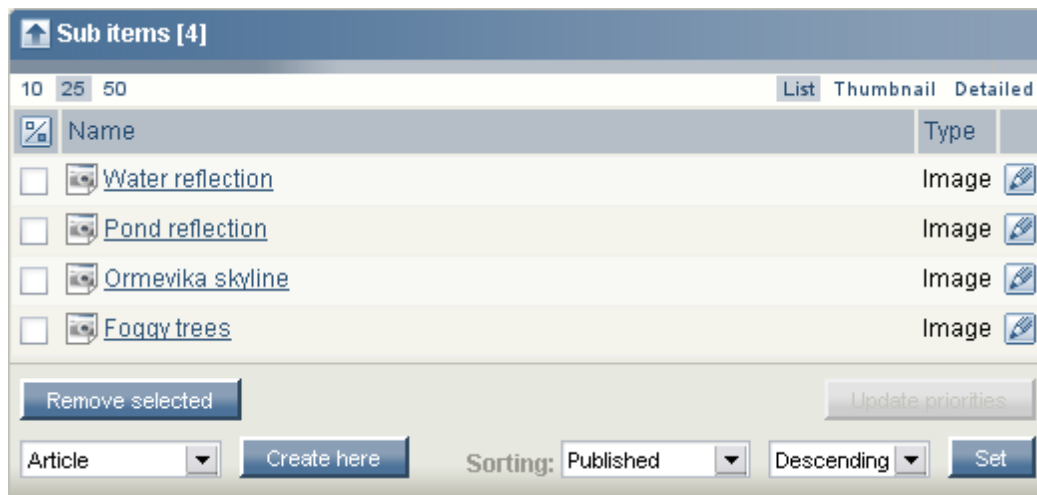 Sub items [4]
10 25 50 List Thumbnail Detailed
Name Type
Water reflection Image
Pond reflection Image
Ormevika skyline Image
Foggy trees Image
Remove selected Update priorities
Article Create here Sorting: Published Descending Set